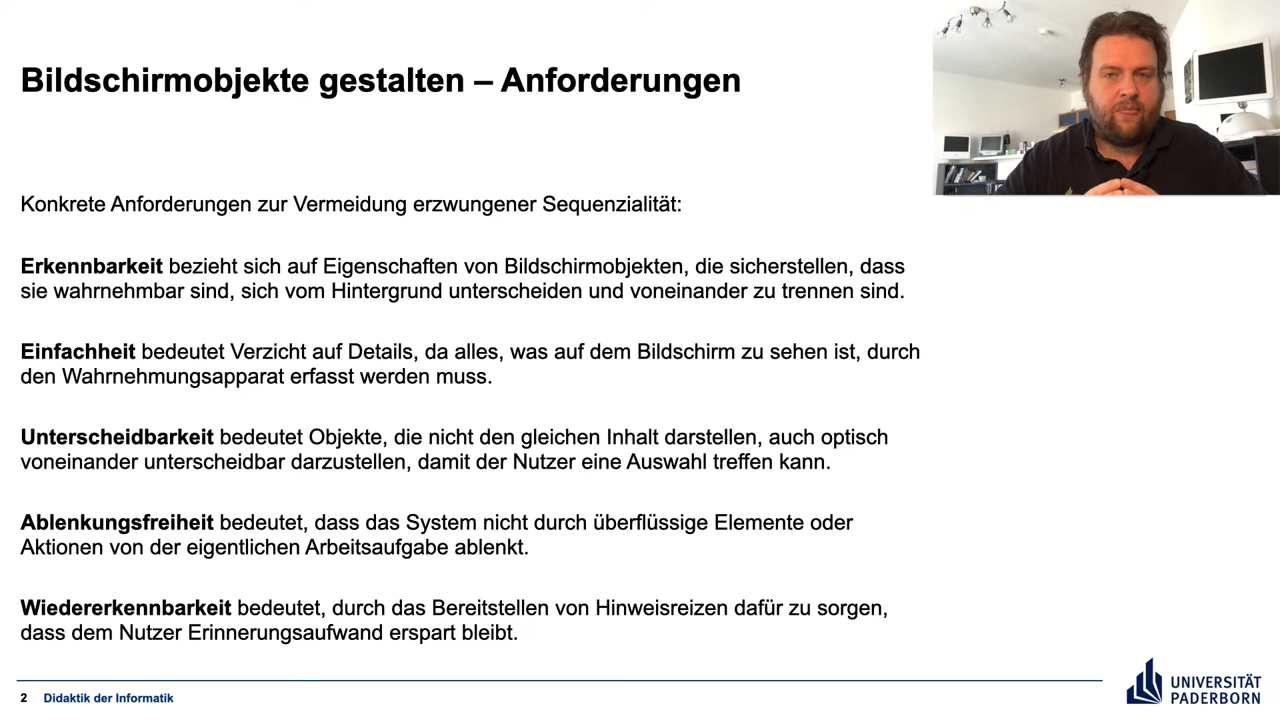 Bildschirmobjekte gestalten – Anforderungen
Konkrete Anforderungen zur Vermeidung erzwungener Sequenzialität:
Erkennbarkeit bezieht sich auf Eigenschaften von Bildschirmobjekten, die sicherstellen, dass
sie wahrnehmbar sind, sich vom Hintergrund unterscheiden und voneinander zu trennen sind.
Einfachheit bedeutet Verzicht auf Details, da alles, was auf dem Bildschirm zu sehen ist, durch
den Wahrnehmungsapparat erfasst werden muss.
Unterscheidbarkeit bedeutet Objekte, die nicht den gleichen Inhalt darstellen, auch optisch
voneinander unterscheidbar darzustellen, damit der Nutzer eine Auswahl treffen kann.
Ablenkungsfreiheit bedeutet, dass das System nicht durch überflüssige Elemente oder
Aktionen von der eigentlichen Arbeitsaufgabe ablenkt.
Wiedererkennbarkeit bedeutet, durch das Bereitstellen von Hinweisreizen dafür zu sorgen,
dass dem Nutzer Erinnerungsaufwand erspart bleibt.
2 Didaktik der Informatik
UNIVERSITÄT
PADERBORN